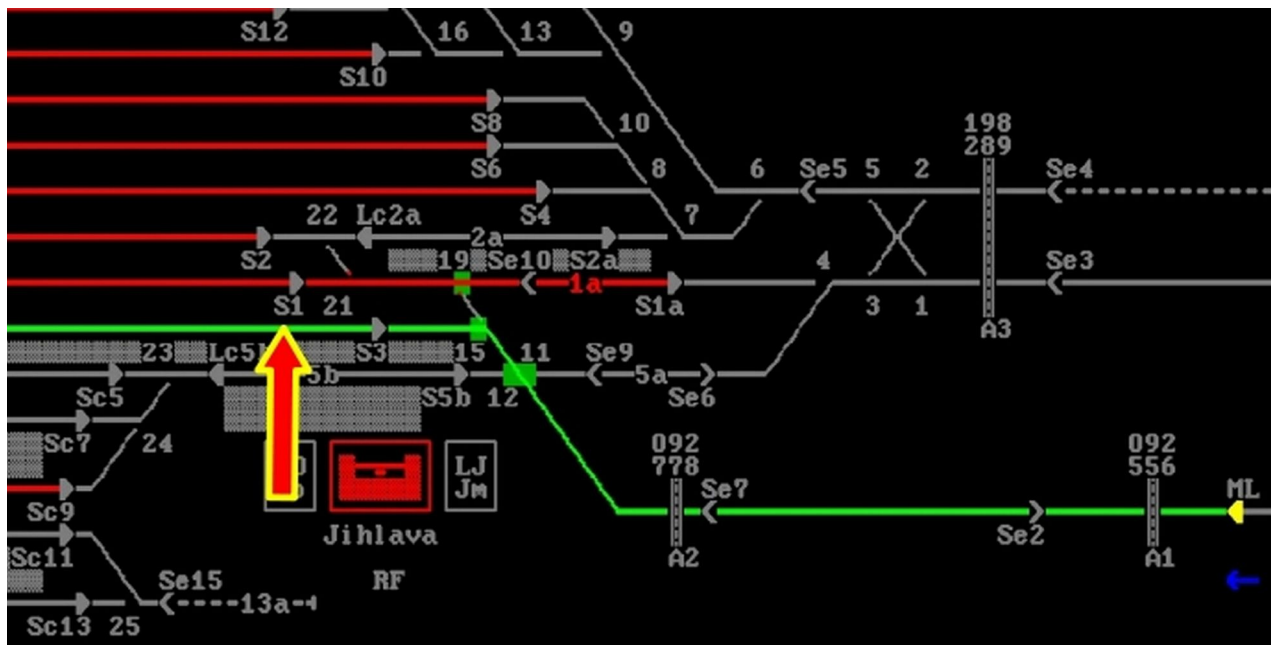 S12 16 13 9
S10
S8 10 198
289
S6 8 6 Se5 5 2 Se4
22 Lc2a S4 7
2a
S2 19 Se10 S2a 4 Se3
1a
S1 21 S1a 3 1
A3
23 S3 15 11 Se9
5b 5a
Sc5 S5b 12 Se6
Sc7 24 092 092
778 556
LJ
Jm
Se7 ML
Sc9
Jihlava Se2
Sc11 A2 A1
Se15 RF
13a
Sc13 25